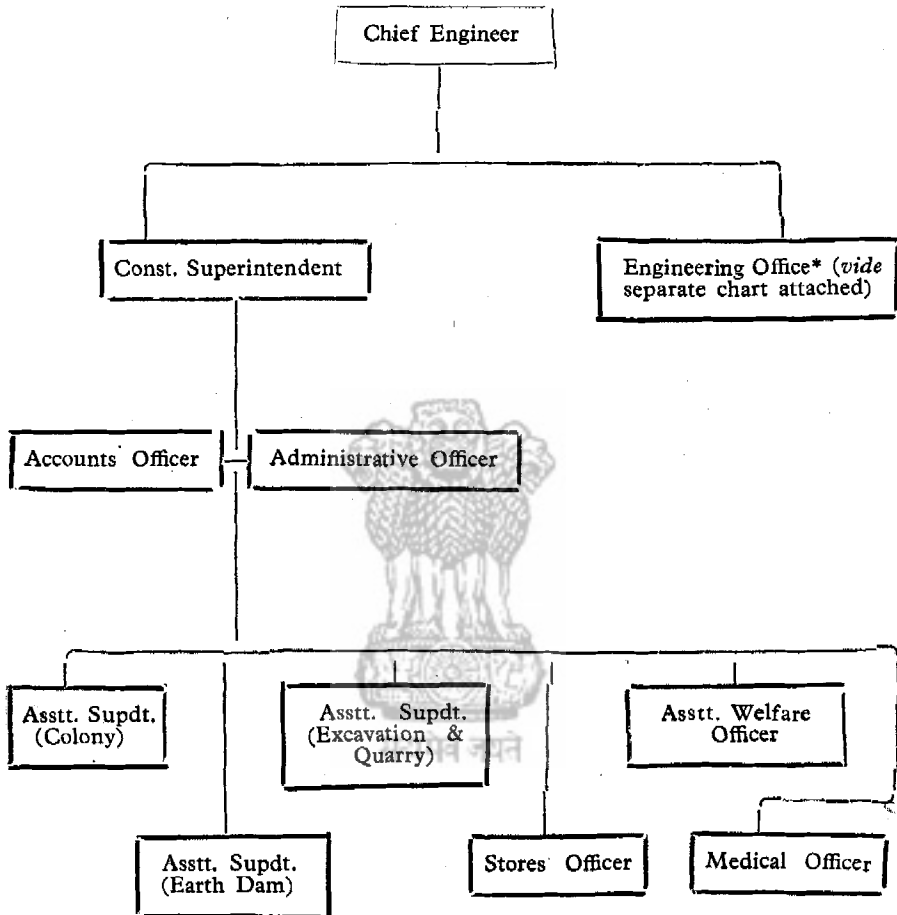 Chief Engineer
Const. Superintendent
Engineering Office* (vide
separate chart attached)
Accounts Officer
Administrative Officer
Asstt. Supdt.
(Colony)
Asstt. Supdt.
(Excavation &
Quarry)
Asstt. Welfare
Officer
Asstt. Supdt.
(Earth Dam)
Stores Officer
Medical Officer